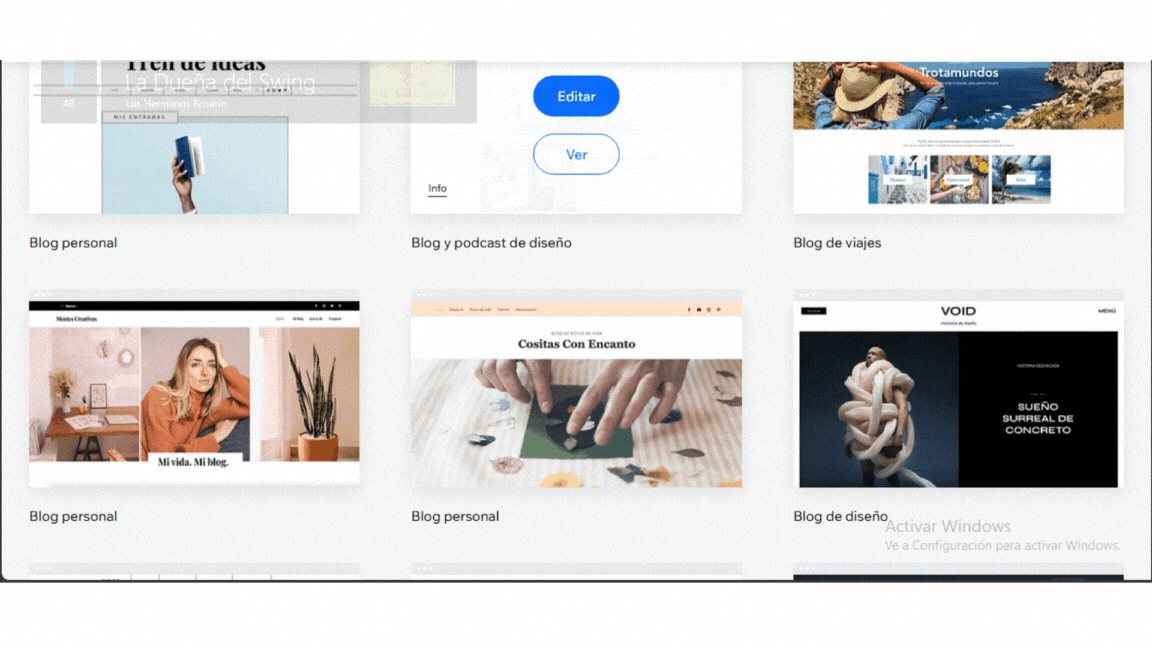 Tren de Ideas
La Dueña del Swing
48
Los Hermanos Rosario
MIS ENTRADAS
Editar
Ver
Info
Trotamundos
Blog personal
Blog y podcast de diseño
Blog de viajes
Mentes Creativas
Mi vida. Mi blog.
BLOG DE ESTILO DE VIDA
Cositas Con Encanto
VOID
MENÚ
Historias de diseño
HISTORIA DESTACADA
SUEÑO
SURREAL DE
CONCRETO
Blog personal
Blog personal
Blog de diseño
Activar Windows
Ve a Configuración para activar Windows.